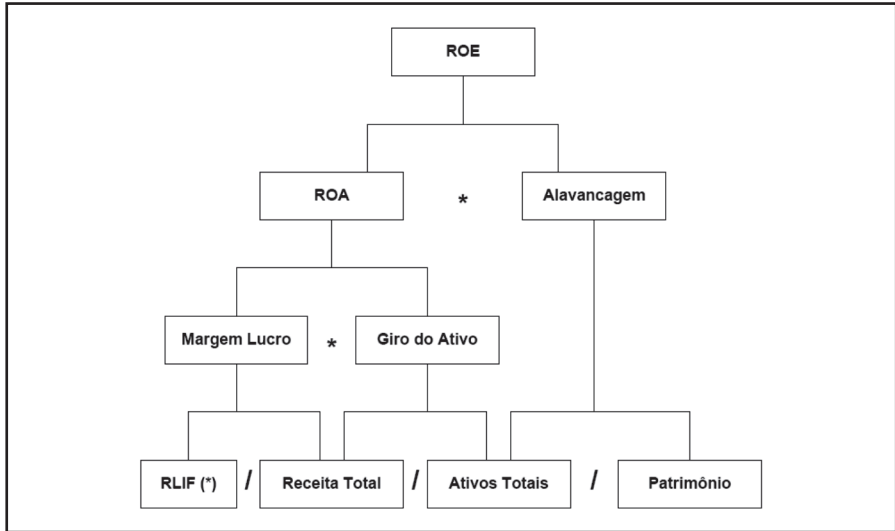 ROE
ROA * Alavancagem
Margem Lucro * Giro do Ativo
RLIF (*) / Receita Total / Ativos Totais / Patrimônio